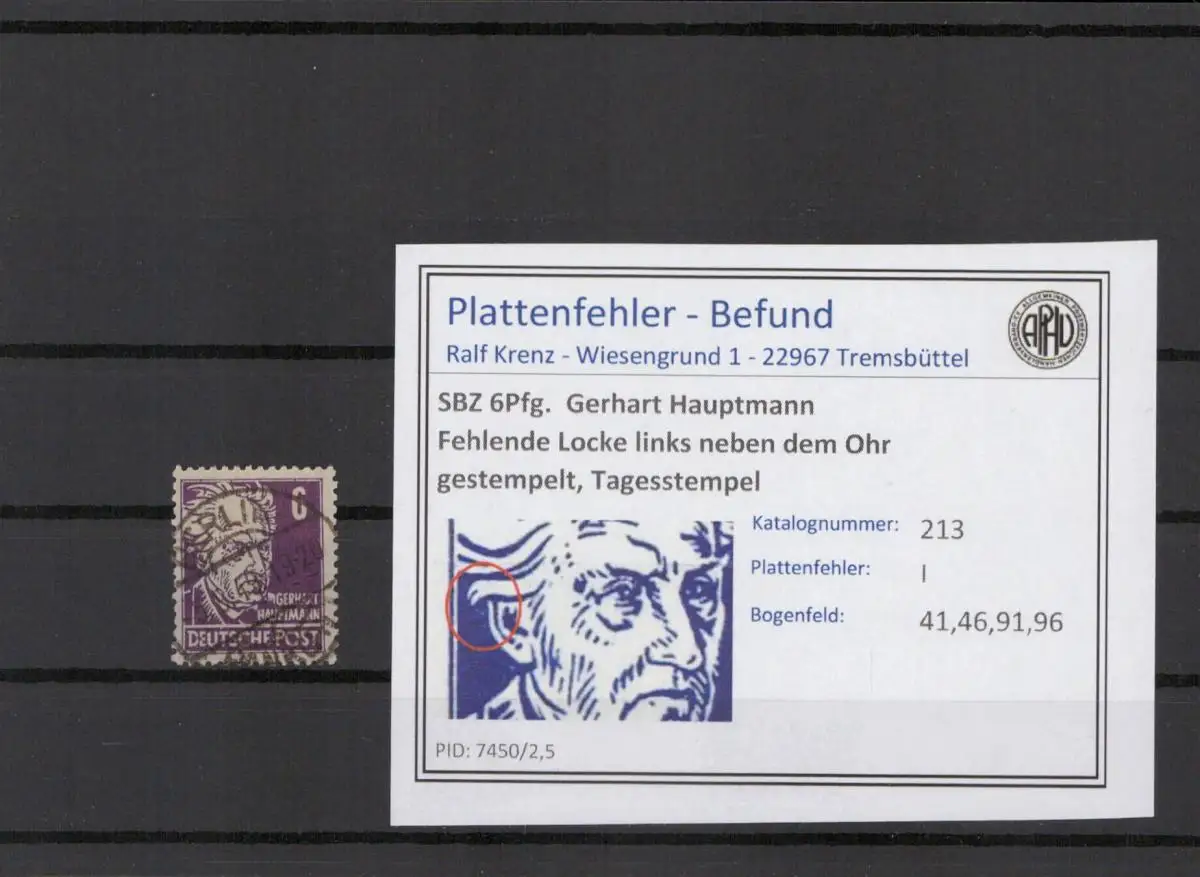 6
GERHART
HAUPTMANN
DEUTSCHE POST
Plattenfehler - Befund
Ralf Krenz - Wiesengrund 1 - 22967 Tremsbüttel
APHV
SBZ 6Pfg. Gerhart Hauptmann
Fehlende Locke links neben dem Ohr
gestempelt, Tagesstempel
Katalognummer: 213
Plattenfehler: I
Bogenfeld: 41,46,91,96
PID: 7450/2,5